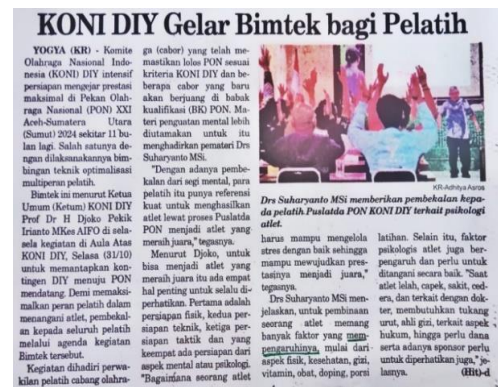 KONI DIY Gelar Bimtek bagi Pelatih
YOGYA (KR) - Komite
Olahraga Nasional Indo-
nesia (KONI) DIY intensif
persiapan mengejar prestasi
maksimal di Pekan Olah-
raga Nasional (PON) XXI
Aceh-Sumatera Utara
(Sumut) 2024 sekitar 11 bu-
lan lagi. Salah satunya de-
ngan dilaksanakannya bim-
bingan teknik optimalisasi
multiperan pelatih.
Bimtek ini menurut Ketua
Umum (Ketum) KONI DIY
Prof Dr H Djoko Pekik
Irianto MKes AIFO di sela-
sela kegiatan di Aula Atas
KONI DIY, Selasa (31/10)
untuk memantapkan kon-
tingen DIY menuju PON
mendatang. Demi memaksi-
malkan peran pelatih dalam
menangani atlet, pembekal-
an kepada seluruh pelatih
melalui agenda kegiatan
Bimtek tersebut.
Kegiatan dihadiri perwa-
kilan pelatih cabang olahra-
ga (cabor) yang telah me-
mastikan lolos PON sesuai
kriteria KONI DIY dan be-
berapa cabor yang baru
akan berjuang di babak
kualifikasi (BK) PON. Ma-
teri penguatan mental lebih
diutamakan untuk itu
menghadirkan pemateri Drs
Suharyanto MSi.
"Dengan adanya pembe-
kalan dari segi mental, para
pelatih itu punya referensi
kuat untuk menghasilkan
atlet lewat proses Puslatda
PON menjadi atlet yang
meraih juara," tegasnya.
Menurut Djoko, untuk
bisa menjadi atlet yang
meraih juara itu ada empat
hal penting untuk selalu di-
perhatikan. Pertama adalah
persiapan fisik, kedua per-
siapan teknik, ketiga per-
siapan taktik dan yang
keempat ada persiapan dari
aspek mental atau psikologi.
"Bagaimana seorang atlet
KR-Adhitya Asros
Drs Suharyanto MSi memberikan pembekalan kepa-
da pelatih Puslatda PON KONI DIY terkait psikologi
atlet.
harus mampu mengelola
stres dengan baik sehingga
mampu mewujudkan pres-
tasinya menjadi juara,"
tegasnya.
Drs Suharyanto MSi men-
jelaskan, untuk pembinaan
seorang atlet memang
banyak faktor yang mem-
pengaruhinya, mulai dari
aspek fisik, kesehatan, gizi,
vitamin, obat, doping, porsi
latihan. Selain itu, faktor
psikologis atlet juga ber-
pengaruh dan perlu untuk
ditangani secara baik. "Saat
atlet lelah, capek, sakit, ced-
era, dan terkait dengan dok-
ter, membutuhkan tukang
urut, ahli gizi, terkait aspek
hukum, hingga perlu dana
serta adanya sponsor perlu
untuk diperhatikan juga," je-
lasnya. (Hit)-d